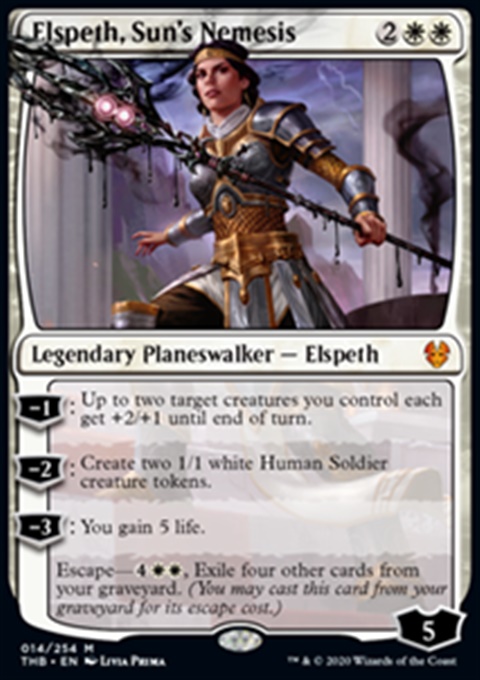 Elspeth, Sun's Nemesis 2
Legendary Planeswalker — Elspeth
-1: Up to two target creatures you control each
get +2/+1 until end of turn.
-2: Create two 1/1 white Human Soldier
creature tokens.
-3: You gain 5 life.
Escape—4, Exile four other cards from
your graveyard. (You may cast this card from your
graveyard for its escape cost.)
5
014/254 M
THB • EN Livia Prima
™ & © 2020 Wizards of the Coast